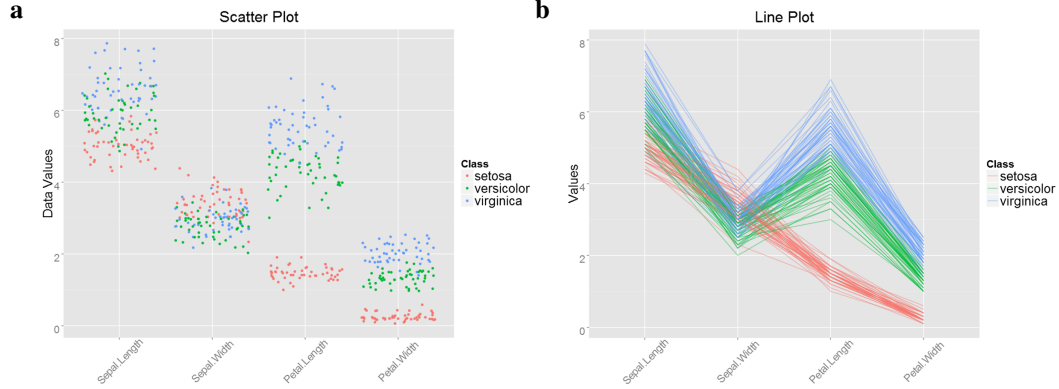 a
Scatter Plot
Data Values
8
6
4
2
0
Sepal.Length
Sepal.Width
Petal.Length
Petal.Width
Class
setosa
versicolor
virginica
b
Line Plot
Values
8
6
4
2
0
Sepal.Length
Sepal.Width
Petal.Length
Petal.Width
Class
setosa
versicolor
virginica